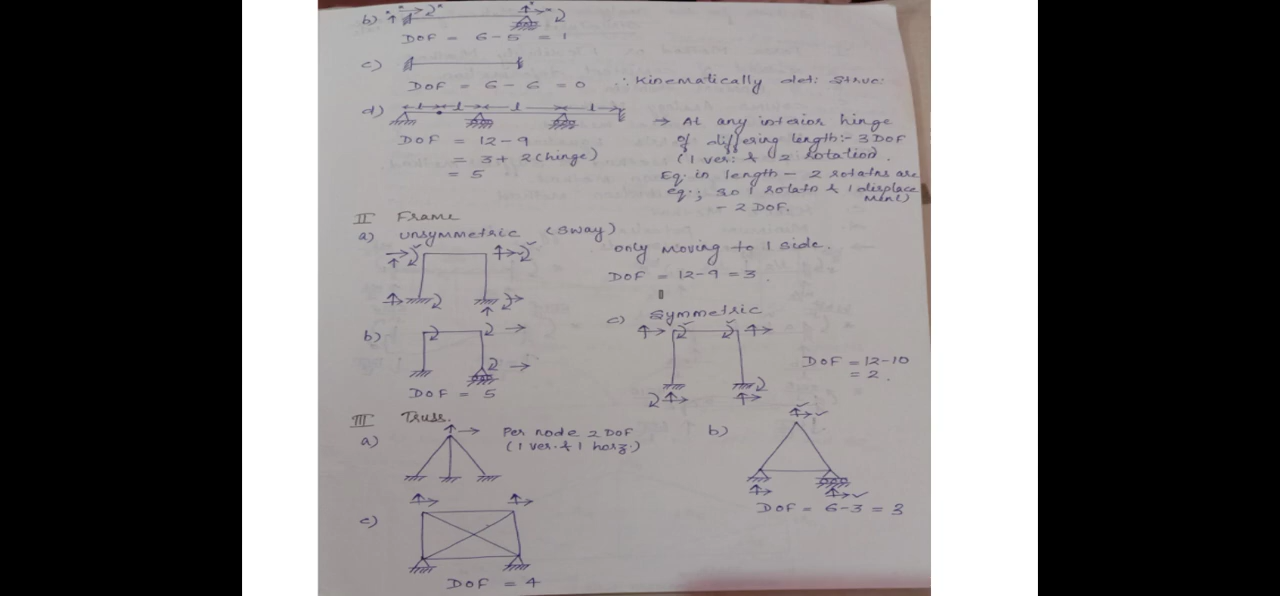 b)
DOF = 6 - 5 = 1
c)
DOF = 6 - 6 = 0 ∴ Kinematically det: Struc:
d) l l l l
DOF = 12 - 9
= 3 + 2 (hinge)
= 5
→ At any interior hinge
of differing length:- 3 DOF
(1 ver: & 2 rotation.
Eq: in length - 2 rotatns are
eq:; so 1 rotatn & 1 displace
ment)
- 2 DOF.
II Frame
a) unsymmetric (sway)
only moving to 1 side.
DOF = 12 - 9 = 3.
b)
DOF = 5
c) Symmetric
DOF = 12 - 10
= 2.
III Truss.
a)
Per node 2 DOF
(1 ver. & 1 horz.)
b)
DOF = 6 - 3 = 3
c)
DOF = 4